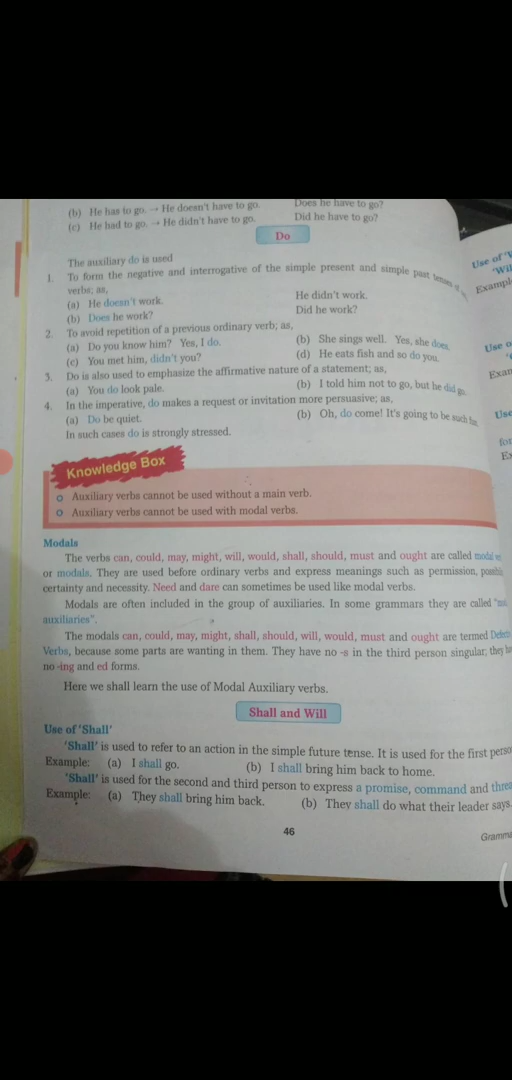 (b) He has to go. → He doesn't have to go. Does he have to go?
(c) He had to go. → He didn't have to go. Did he have to go?
Do
The auxiliary do is used
1. To form the negative and interrogative of the simple present and simple past tenses of
verbs; as,
(a) He doesn't work. He didn't work.
(b) Does he work? Did he work?
2. To avoid repetition of a previous ordinary verb; as,
(a) Do you know him? Yes, I do. (b) She sings well. Yes, she does.
(c) You met him, didn't you? (d) He eats fish and so do you.
3. Do is also used to emphasize the affirmative nature of a statement; as,
(a) You do look pale. (b) I told him not to go, but he did go.
4. In the imperative, do makes a request or invitation more persuasive; as,
(a) Do be quiet. (b) Oh, do come! It's going to be such fun.
In such cases do is strongly stressed.
Knowledge Box
Auxiliary verbs cannot be used without a main verb.
Auxiliary verbs cannot be used with modal verbs.
Modals
The verbs can, could, may, might, will, would, shall, should, must and ought are called modal
or modals. They are used before ordinary verbs and express meanings such as permission,
certainty and necessity. Need and dare can sometimes be used like modal verbs.
Modals are often included in the group of auxiliaries. In some grammars they are called
auxiliaries".
The modals can, could, may, might, shall, should, will, would, must and ought are termed
Verbs, because some parts are wanting in them. They have no -s in the third person singular; they
no -ing and ed forms.
Here we shall learn the use of Modal Auxiliary verbs.
Shall and Will
Use of 'Shall'
'Shall' is used to refer to an action in the simple future tense. It is used for the first perso
Example: (a) I shall go. (b) I shall bring him back to home.
'Shall' is used for the second and third person to express a promise, command and threa
Example: (a) They shall bring him back. (b) They shall do what their leader says.
46
Gramma
Use of
'Wil
Exampl
Use o
Exam
Use
for
Ex